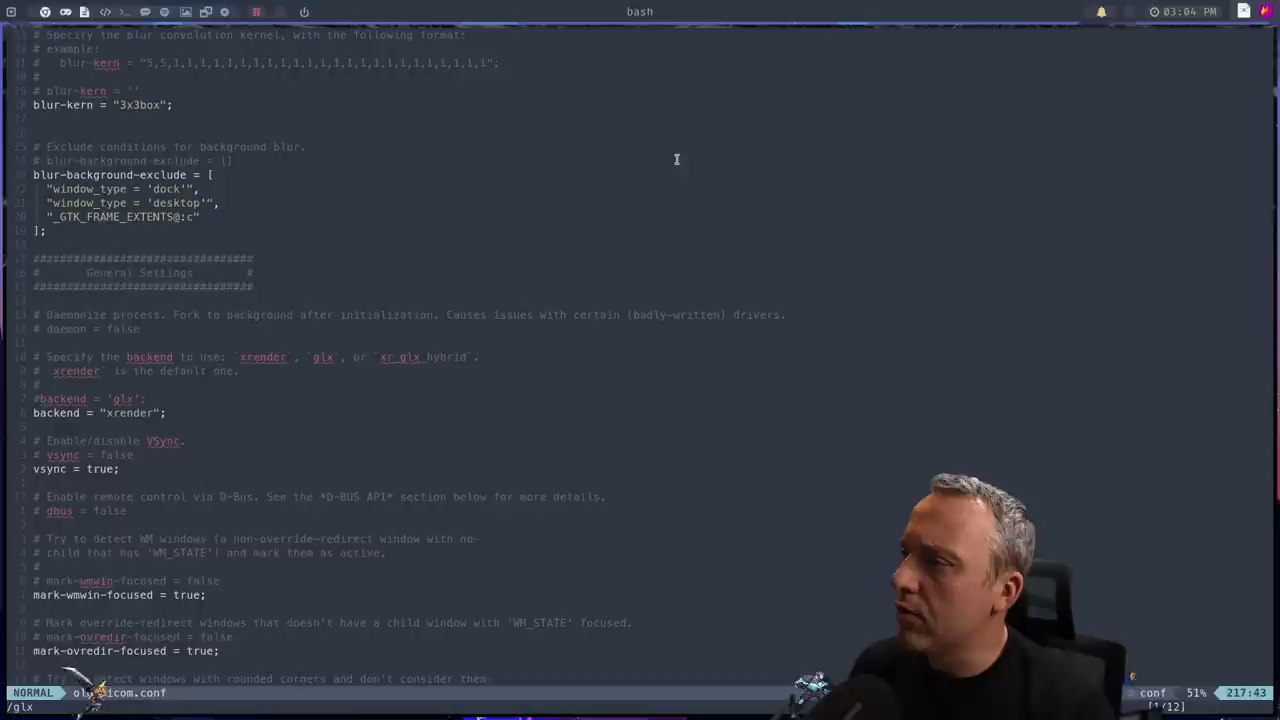 bash
03:04 PM
# Specify the blur convolution kernel, with the following format:
# example:
#   blur-kern = "5,5,1,1,1,1,1,1,1,1,1,1,1,1,1,1,1,1,1,1,1,1,1,1,1,1";
#
# blur-kern = ''
blur-kern = "3x3box";
# Exclude conditions for background blur.
# blur-background-exclude = []
blur-background-exclude = [
"window_type = 'dock'",
"window_type = 'desktop'",
"_GTK_FRAME_EXTENTS@:c"
];
#################################
#       General Settings        #
#################################
# Daemonize process. Fork to background after initialization. Causes issues with certain (badly-written) drivers.
# daemon = false
# Specify the backend to use: `xrender`, `glx`, or `xr_glx_hybrid`.
# `xrender` is the default one.
#
#backend = 'glx';
backend = "xrender";
# Enable/disable VSync.
# vsync = false
vsync = true;
# Enable remote control via D-Bus. See the *D-BUS API* section below for more details.
# dbus = false
# Try to detect WM windows (a non-override-redirect window with no-
# child that has 'WM_STATE') and mark them as active.
#
# mark-wmwin-focused = false
mark-wmwin-focused = true;
# Mark override-redirect windows that doesn't have a child window with 'WM_STATE' focused.
# mark-ovredir-focused = false
mark-ovredir-focused = true;
windows with rounded corners and don't consider them-
NORMAL
conf 51% 217:43
/glx [1/12]